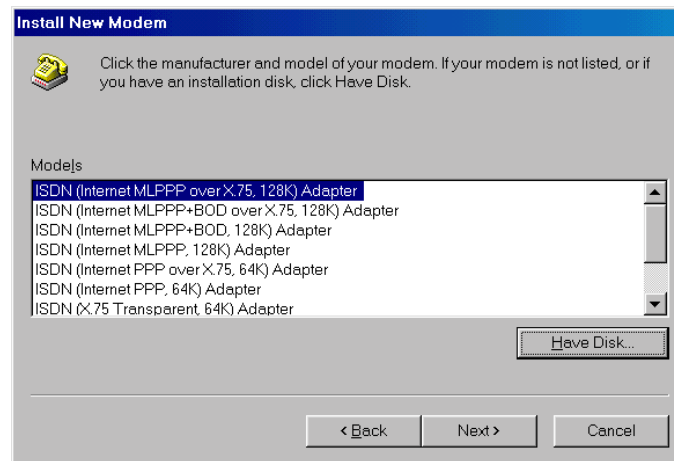 Install New Modem
Click the manufacturer and model of your modem. If your modem is not listed, or if
you have an installation disk, click Have Disk.
Models
ISDN (Internet MLPPP over X.75, 128K) Adapter
ISDN (Internet MLPPP+BOD over X.75, 128K) Adapter
ISDN (Internet MLPPP+BOD, 128K) Adapter
ISDN (Internet MLPPP, 128K) Adapter
ISDN (Internet PPP over X.75, 64K) Adapter
ISDN (Internet PPP, 64K) Adapter
ISDN (X.75 Transparent, 64K) Adapter
Have Disk...
< Back Next > Cancel